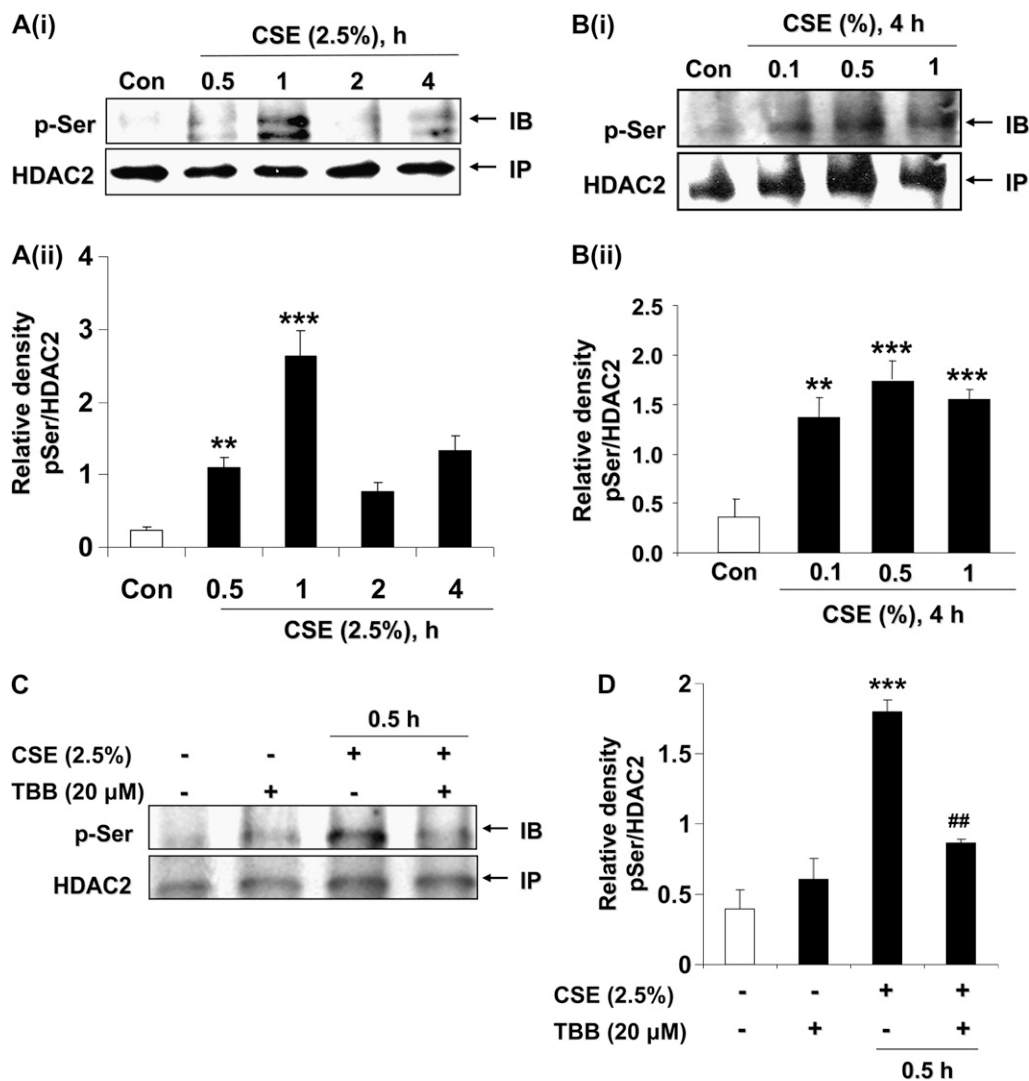 A(i)
CSE (2.5%), h
Con 0.5 1 2 4
p-Ser IB
HDAC2 IP
B(i)
CSE (%), 4 h
Con 0.1 0.5 1
p-Ser IB
HDAC2 IP
A(ii)
Relative density
pSer/HDAC2
4
3
2
1
0
**
***
Con 0.5 1 2 4
CSE (2.5%), h
B(ii)
Relative density
pSer/HDAC2
2.5
2.0
1.5
1.0
0.5
0.0
**
***
***
Con 0.1 0.5 1
CSE (%), 4 h
C
0.5 h
CSE (2.5%) - - + +
TBB (20 µM) - + - +
p-Ser IB
HDAC2 IP
D
Relative density
pSer/HDAC2
2
1.5
1
0.5
0
***
##
CSE (2.5%) - - + +
TBB (20 µM) - + - +
0.5 h